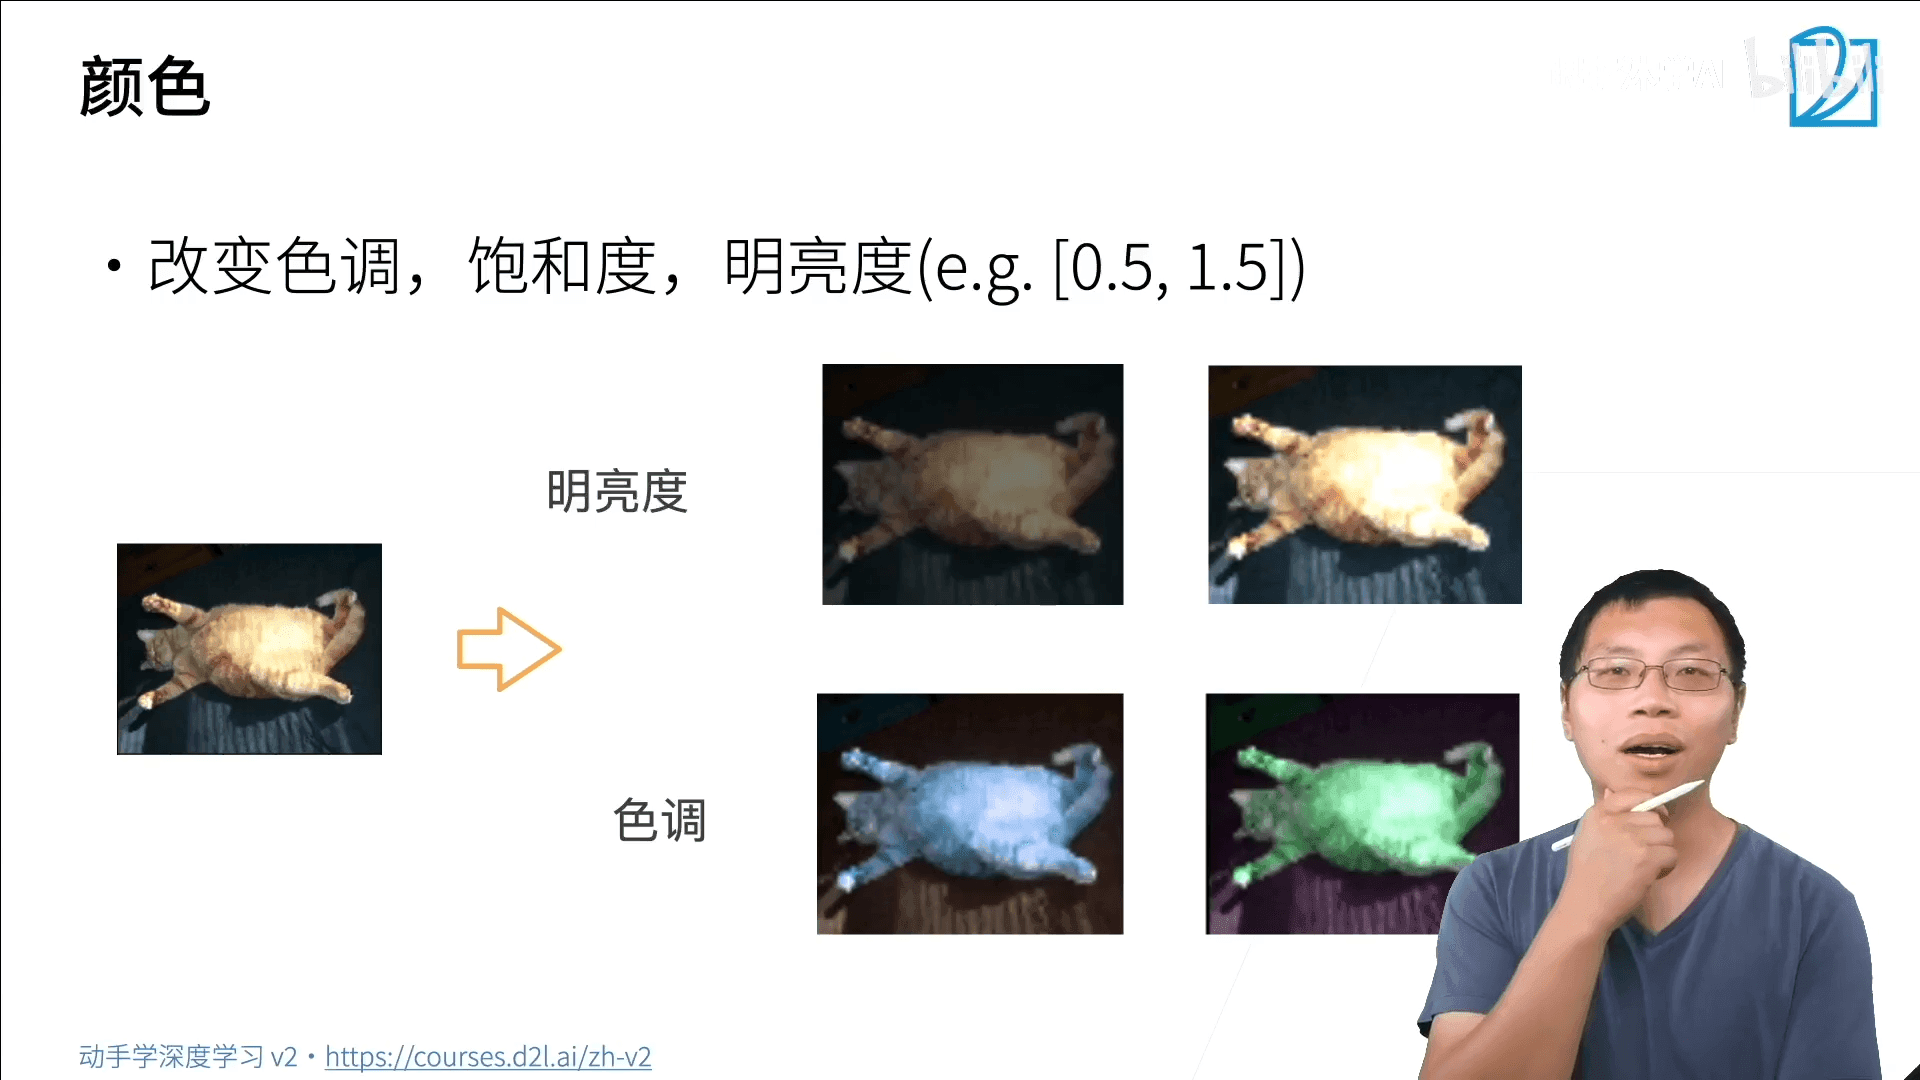 颜色
• 改变色调，饱和度，明亮度(e.g. [0.5, 1.5])
明亮度
色调
动手学深度学习 v2 • https://courses.d2l.ai/zh-v2
bilibili